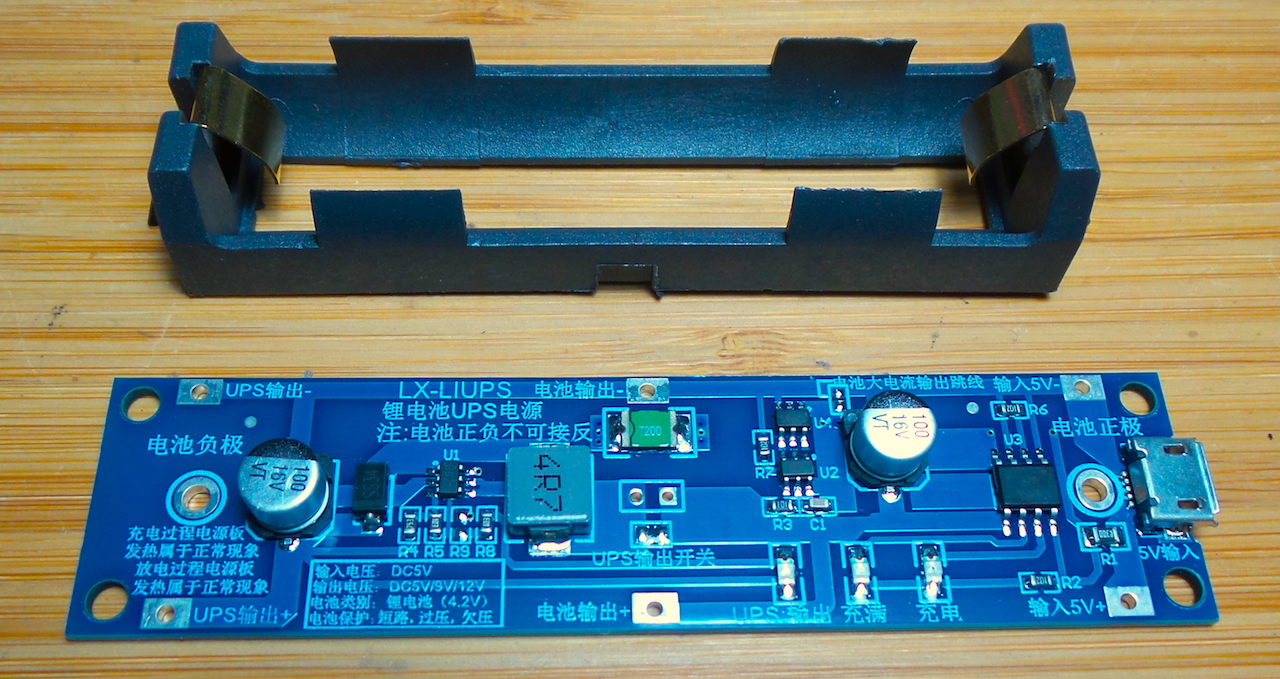 UPS输出-
LX-LIUPS
电池输出-
电池大电流输出跳线
输入5V-
锂电池UPS电源
注:电池正负不可接反
电池负极
电池正极
U1
U4
U3
R6
100
16V
VT
SS
4R7
T200
R7
U2
100
16V
VT
R4
R5
R9
R8
R3
C1
R1
5V输入
充电过程电源板
发热属于正常现象
放电过程电源板
发热属于正常现象
UPS输出开关
输入电压: DC5V
输出电压: DC5V/9V/12V
电池类别: 锂电池 (4.2V)
电池保护: 短路,过压,欠压
UPS输出+
电池输出+
UPS 输出
充满
充电
R2
输入5V+